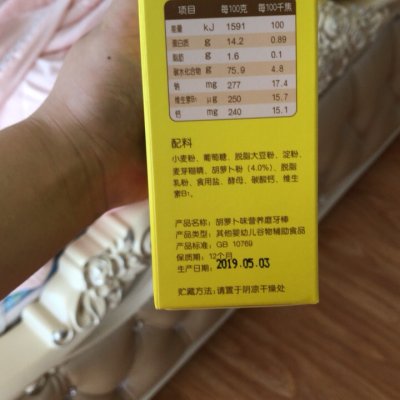 项目 每100克 每100千焦
能量 kJ 1591 100
蛋白质 g 14.2 0.89
脂肪 g 1.6 0.1
碳水化合物 g 75.9 4.8
钠 mg 277 17.4
维生素B₁ μg 250 15.7
钙 mg 240 15.1
配料
小麦粉、葡萄糖、脱脂大豆粉、淀粉、
麦芽糊精、胡萝卜粉（4.0%）、脱脂
乳粉、食用盐、酵母、碳酸钙、维生
素B₁。
产品名称：胡萝卜味营养磨牙棒
产品类型：其他婴幼儿谷物辅助食品
产品标准：GB 10769
保质期：12个月
生产日期：2019.05.03
贮藏方法：请置于阴凉干燥处